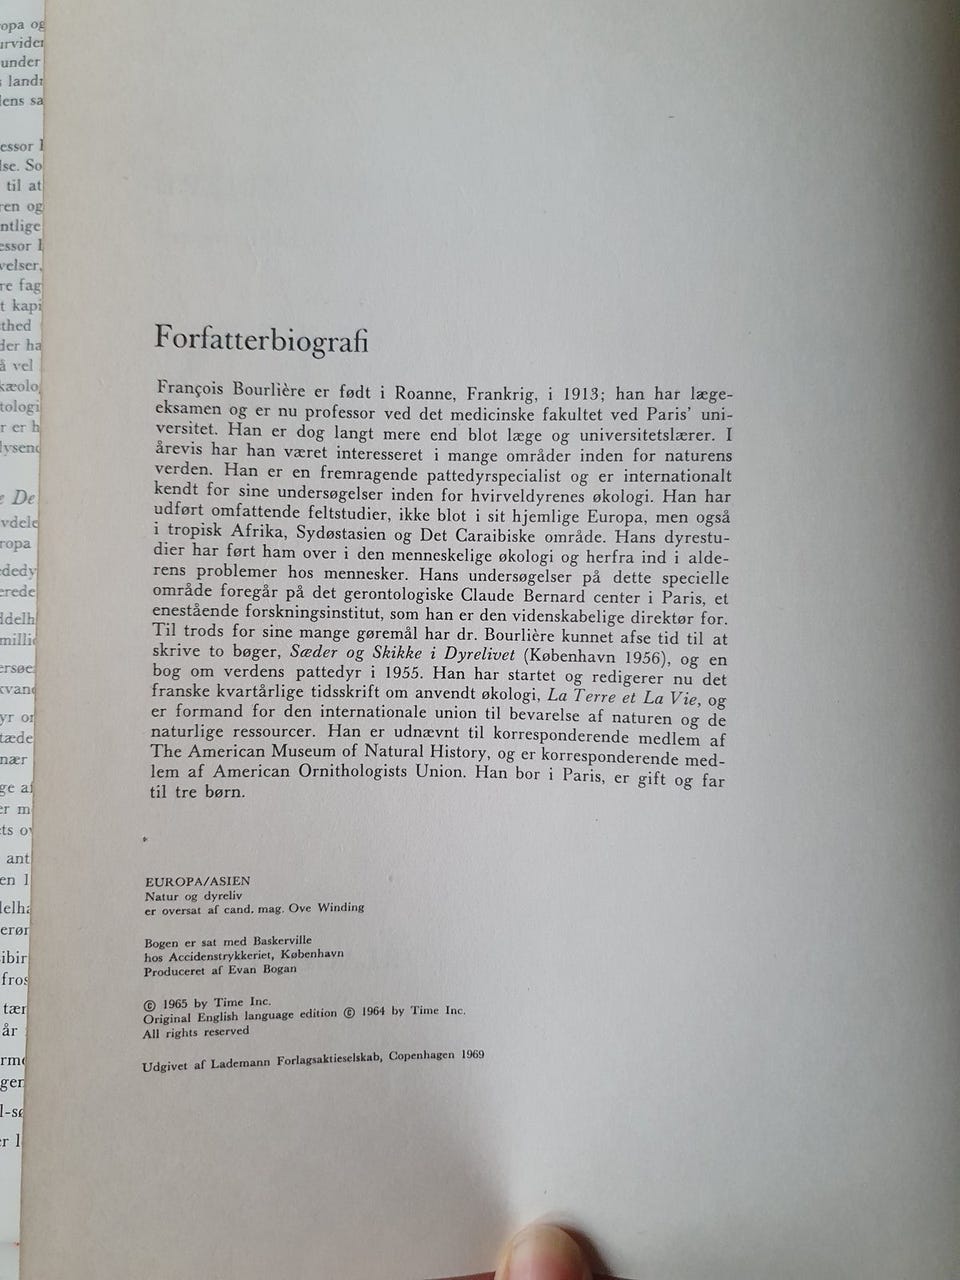 Forfatterbiografi
François Bourlière er født i Roanne, Frankrig, i 1913; han har læge-
eksamen og er nu professor ved det medicinske fakultet ved Paris' uni-
versitet. Han er dog langt mere end blot læge og universitetslærer. I
årevis har han været interesseret i mange områder inden for naturens
verden. Han er en fremragende pattedyrspecialist og er internationalt
kendt for sine undersøgelser inden for hvirveldyrenes økologi. Han har
udført omfattende feltstudier, ikke blot i sit hjemlige Europa, men også
i tropisk Afrika, Sydøstasien og Det Caraibiske område. Hans dyrestu-
dier har ført ham over i den menneskelige økologi og herfra ind i alde-
rens problemer hos mennesker. Hans undersøgelser på dette specielle
område foregår på det gerontologiske Claude Bernard center i Paris, et
enestående forskningsinstitut, som han er den videnskabelige direktør for.
Til trods for sine mange gøremål har dr. Bourlière kunnet afse tid til at
skrive to bøger, Sæder og Skikke i Dyrelivet (København 1956), og en
bog om verdens pattedyr i 1955. Han har startet og redigerer nu det
franske kvartårlige tidsskrift om anvendt økologi, La Terre et La Vie, og
er formand for den internationale union til bevarelse af naturen og de
naturlige ressourcer. Han er udnævnt til korresponderende medlem af
The American Museum of Natural History, og er korresponderende med-
lem af American Ornithologists Union. Han bor i Paris, er gift og far
til tre børn.
EUROPA/ASIEN
Natur og dyreliv
er oversat af cand. mag. Ove Winding
Bogen er sat med Baskerville
hos Accidenstrykkeriet, København
Produceret af Evan Bogan
© 1965 by Time Inc.
Original English language edition © 1964 by Time Inc.
All rights reserved
Udgivet af Lademann Forlagsaktieselskab, Copenhagen 1969